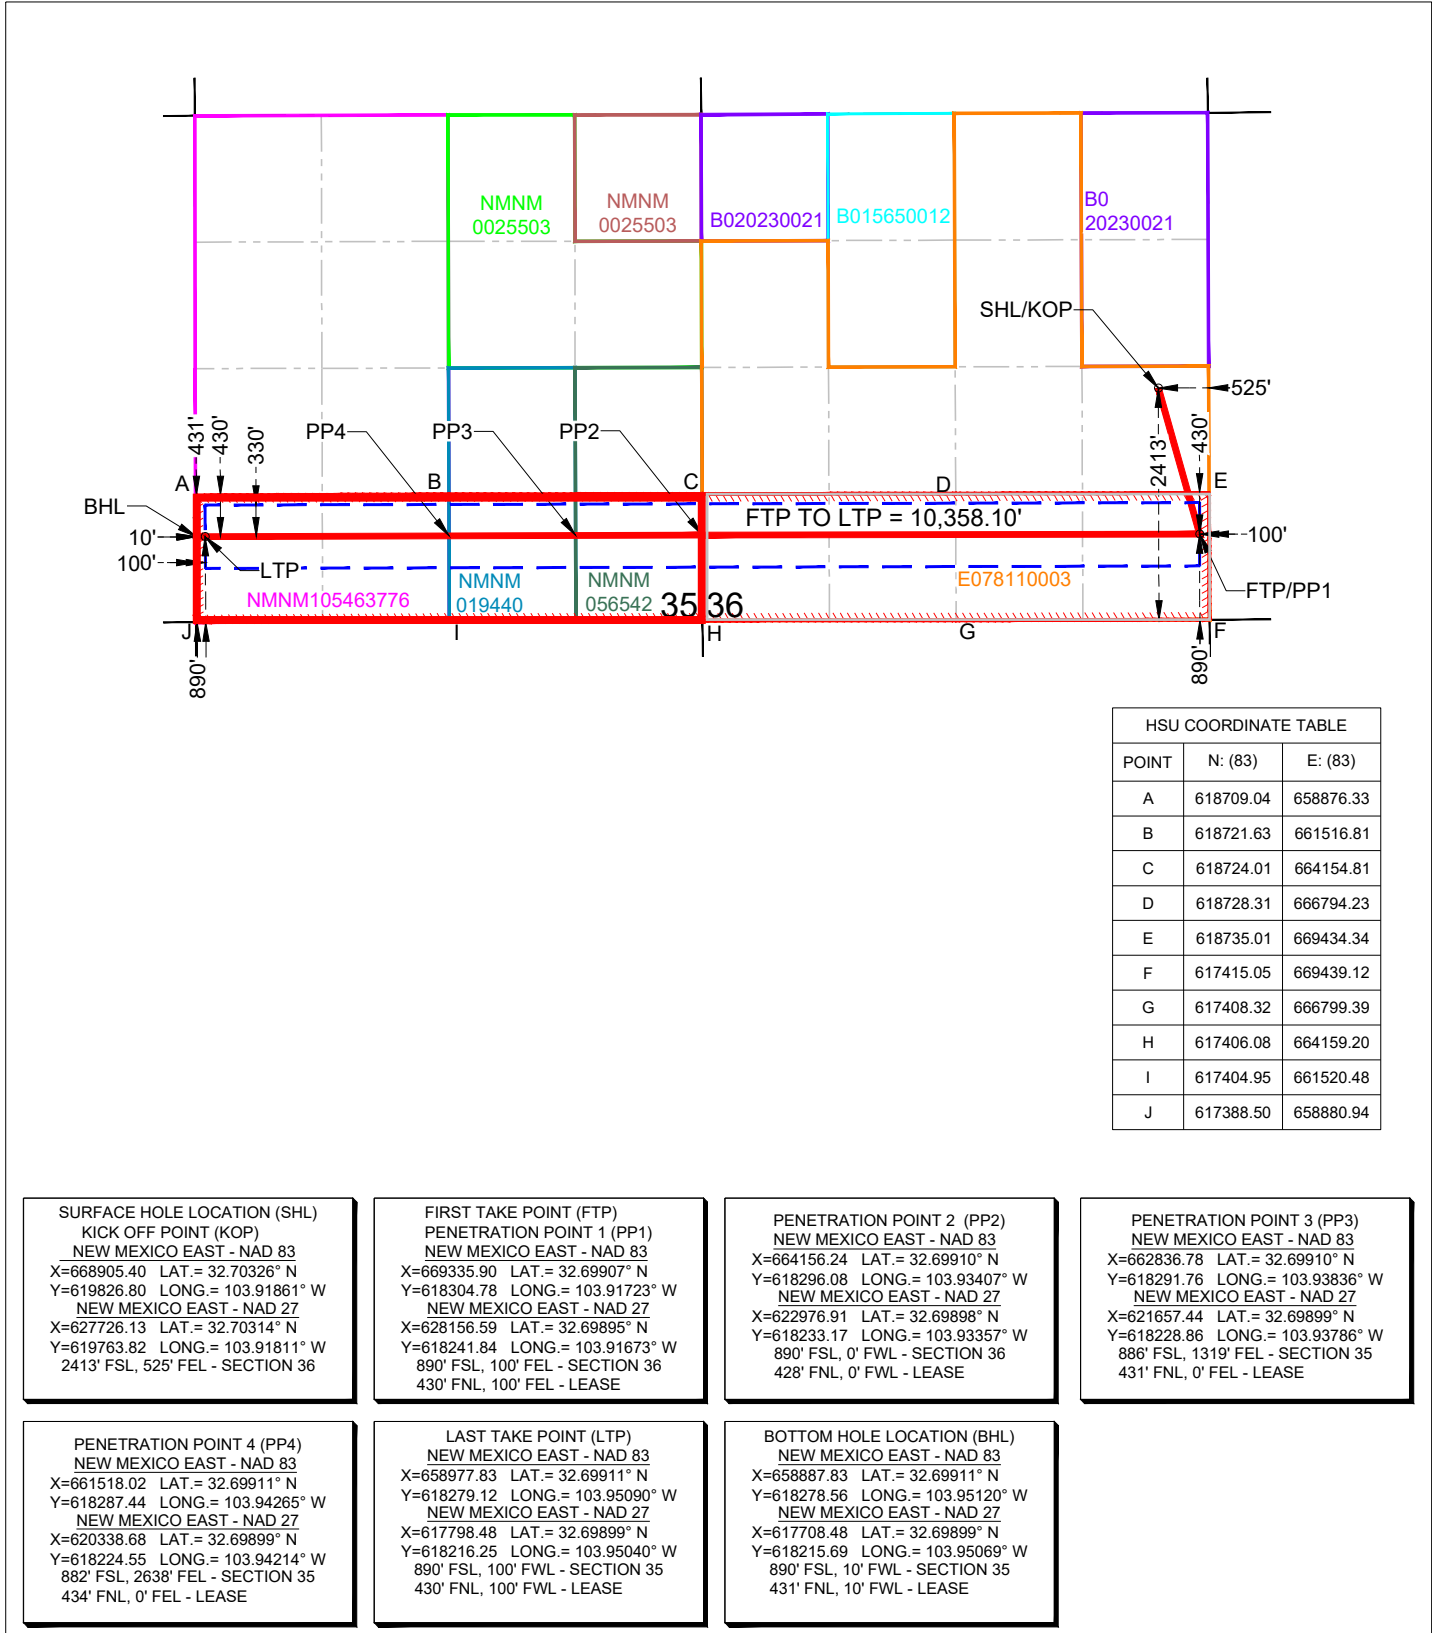 NMNM
0025503
NMNM
0025503
B020230021
B015650012
B0
20230021
SHL/KOP
525'
431'
430'
330'
PP4
PP3
PP2
2413'
430'
A
B
C
D
E
BHL
FTP TO LTP = 10,358.10'
10'
100'
100'
LTP
NMNM105463776
NMNM
019440
NMNM
056542
35
36
E078110003
FTP/PP1
J
I
H
G
F
890'
890'
HSU COORDINATE TABLE
POINT N: (83) E: (83)
A 618709.04 658876.33
B 618721.63 661516.81
C 618724.01 664154.81
D 618728.31 666794.23
E 618735.01 669434.34
F 617415.05 669439.12
G 617408.32 666799.39
H 617406.08 664159.20
I 617404.95 661520.48
J 617388.50 658880.94
SURFACE HOLE LOCATION (SHL)
KICK OFF POINT (KOP)
NEW MEXICO EAST - NAD 83
X=668905.40 LAT.= 32.70326° N
Y=619826.80 LONG.= 103.91861° W
NEW MEXICO EAST - NAD 27
X=627726.13 LAT.= 32.70314° N
Y=619763.82 LONG.= 103.91811° W
2413' FSL, 525' FEL - SECTION 36
FIRST TAKE POINT (FTP)
PENETRATION POINT 1 (PP1)
NEW MEXICO EAST - NAD 83
X=669335.90 LAT.= 32.69907° N
Y=618304.78 LONG.= 103.91723° W
NEW MEXICO EAST - NAD 27
X=628156.59 LAT.= 32.69895° N
Y=618241.84 LONG.= 103.91673° W
890' FSL, 100' FEL - SECTION 36
430' FNL, 100' FEL - LEASE
PENETRATION POINT 2 (PP2)
NEW MEXICO EAST - NAD 83
X=664156.24 LAT.= 32.69910° N
Y=618296.08 LONG.= 103.93407° W
NEW MEXICO EAST - NAD 27
X=622976.91 LAT.= 32.69898° N
Y=618233.17 LONG.= 103.93357° W
890' FSL, 0' FWL - SECTION 36
428' FNL, 0' FWL - LEASE
PENETRATION POINT 3 (PP3)
NEW MEXICO EAST - NAD 83
X=662836.78 LAT.= 32.69910° N
Y=618291.76 LONG.= 103.93836° W
NEW MEXICO EAST - NAD 27
X=621657.44 LAT.= 32.69899° N
Y=618228.86 LONG.= 103.93786° W
886' FSL, 1319' FEL - SECTION 35
431' FNL, 0' FEL - LEASE
PENETRATION POINT 4 (PP4)
NEW MEXICO EAST - NAD 83
X=661518.02 LAT.= 32.69911° N
Y=618287.44 LONG.= 103.94265° W
NEW MEXICO EAST - NAD 27
X=620338.68 LAT.= 32.69899° N
Y=618224.55 LONG.= 103.94214° W
882' FSL, 2638' FEL - SECTION 35
434' FNL, 0' FEL - LEASE
LAST TAKE POINT (LTP)
NEW MEXICO EAST - NAD 83
X=658977.83 LAT.= 32.69911° N
Y=618279.12 LONG.= 103.95090° W
NEW MEXICO EAST - NAD 27
X=617798.48 LAT.= 32.69899° N
Y=618216.25 LONG.= 103.95040° W
890' FSL, 100' FWL - SECTION 35
430' FNL, 100' FWL - LEASE
BOTTOM HOLE LOCATION (BHL)
NEW MEXICO EAST - NAD 83
X=658887.83 LAT.= 32.69911° N
Y=618278.56 LONG.= 103.95120° W
NEW MEXICO EAST - NAD 27
X=617708.48 LAT.= 32.69899° N
Y=618215.69 LONG.= 103.95069° W
890' FSL, 10' FWL - SECTION 35
431' FNL, 10' FWL - LEASE